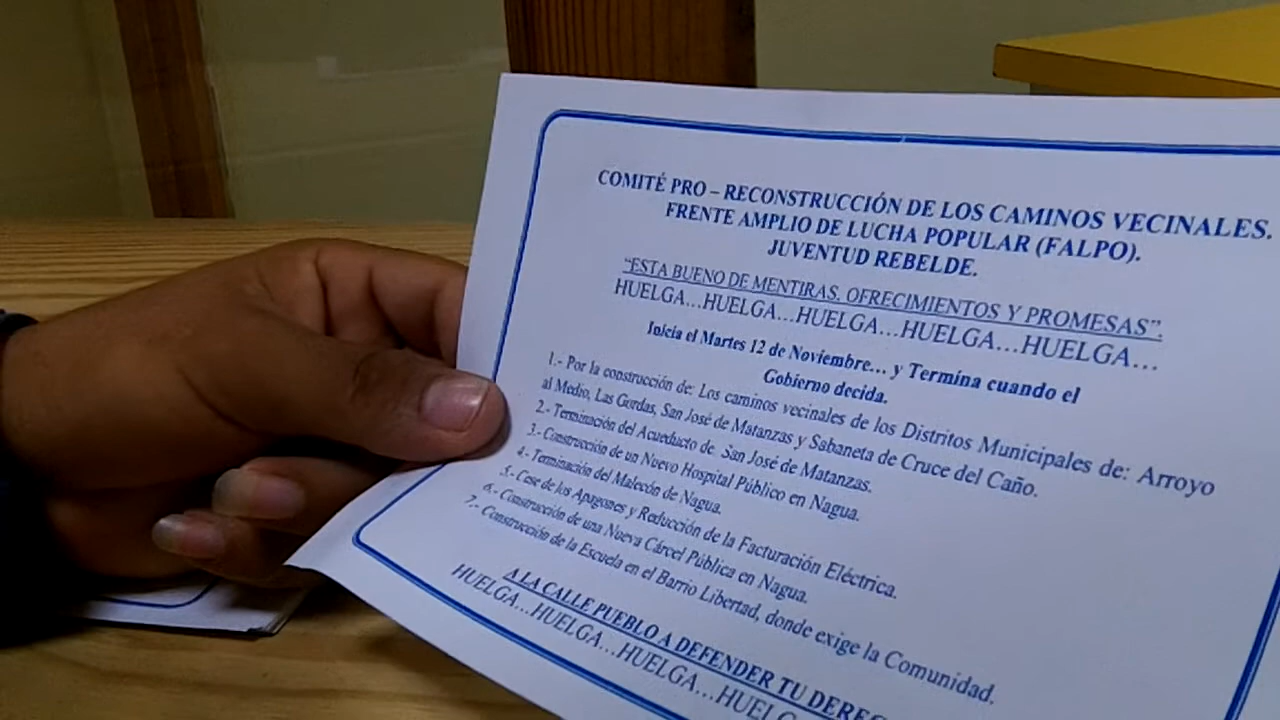 COMITÉ PRO – RECONSTRUCCIÓN DE LOS CAMINOS VECINALES.
FRENTE AMPLIO DE LUCHA POPULAR (FALPO).
JUVENTUD REBELDE.
“ESTA BUENO DE MENTIRAS, OFRECIMIENTOS Y PROMESAS”.
HUELGA…HUELGA…HUELGA…HUELGA…HUELGA…
Inicia el Martes 12 de Noviembre... y Termina cuando el
Gobierno decida.
1.- Por la construcción de: Los caminos vecinales de los Distritos Municipales de: Arroyo
al Medio, Las Gordas, San José de Matanzas y Sabaneta de Cruce del Caño.
2.- Terminación del Acueducto de San José de Matanzas.
3.- Construcción de un Nuevo Hospital Público en Nagua.
4.- Terminación del Malecón de Nagua.
5.- Cese de los Apagones y Reducción de la Facturación Eléctrica.
6.- Construcción de una Nueva Cárcel Pública en Nagua.
7.- Construcción de la Escuela en el Barrio Libertad, donde exige la Comunidad.
A LA CALLE PUEBLO A DEFENDER TU DEREC
HUELGA…HUELGA…HUELGA…HUELG